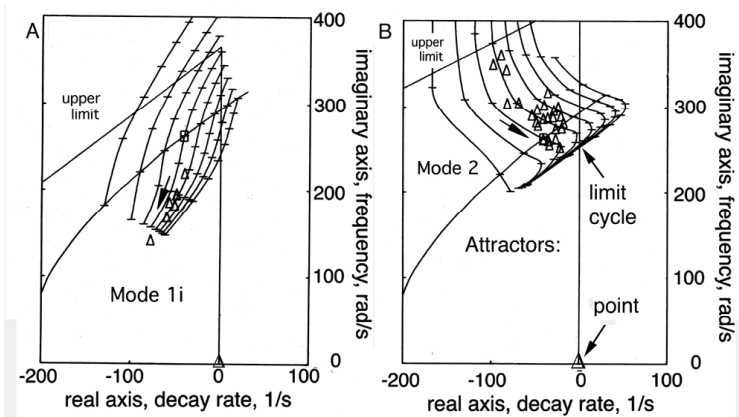 A
upper
limit
Mode 1i
400
300
200
100
0
-200
-100
0
100
real axis, decay rate, 1/s
imaginary axis, frequency, rad/s
B
upper
limit
Mode 2
limit
cycle
Attractors:
point
400
300
200
100
0
-200
-100
0
100
real axis, decay rate, 1/s
imaginary axis, frequency, rad/s